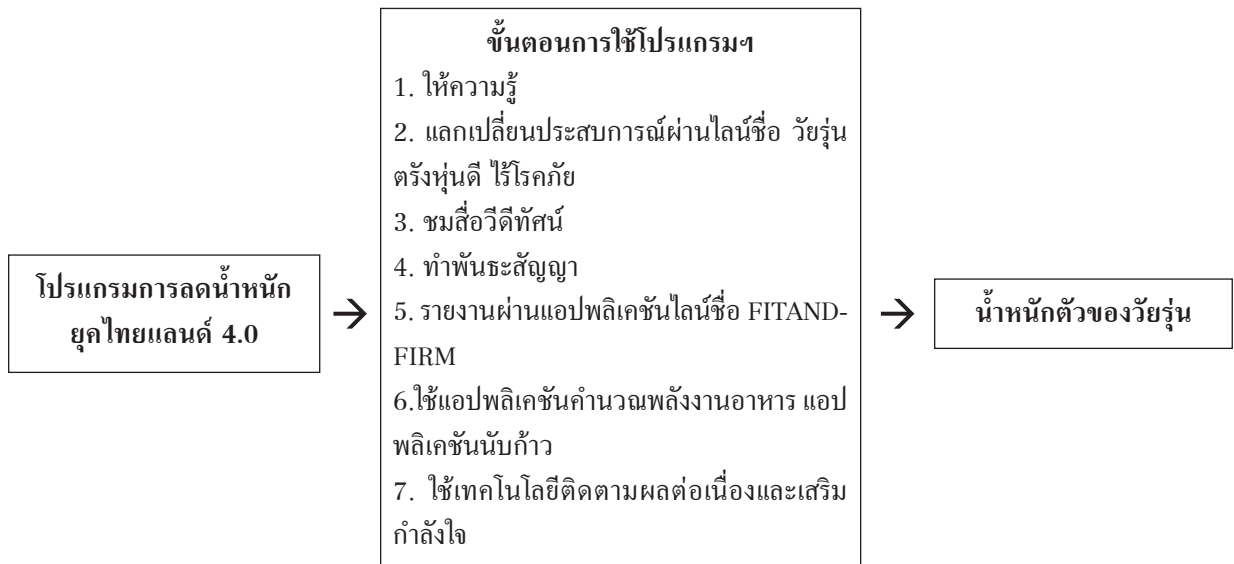 โปรแกรมการลดน้ำหนัก
ยุคไทยแลนด์ 4.0
→
ขั้นตอนการใช้โปรแกรมฯ
1. ให้ความรู้
2. แลกเปลี่ยนประสบการณ์ผ่านไลน์ชื่อ วัยรุ่น
ตรังหุ่นดี ไร้โรคภัย
3. ชมสื่อวีดีทัศน์
4. ทำพันธะสัญญา
5. รายงานผ่านแอปพลิเคชันไลน์ชื่อ FITAND-
FIRM
6.ใช้แอปพลิเคชันคำนวณพลังงานอาหาร แอป
พลิเคชันนับก้าว
7. ใช้เทคโนโลยีติดตามผลต่อเนื่องและเสริม
กำลังใจ
→
น้ำหนักตัวของวัยรุ่น